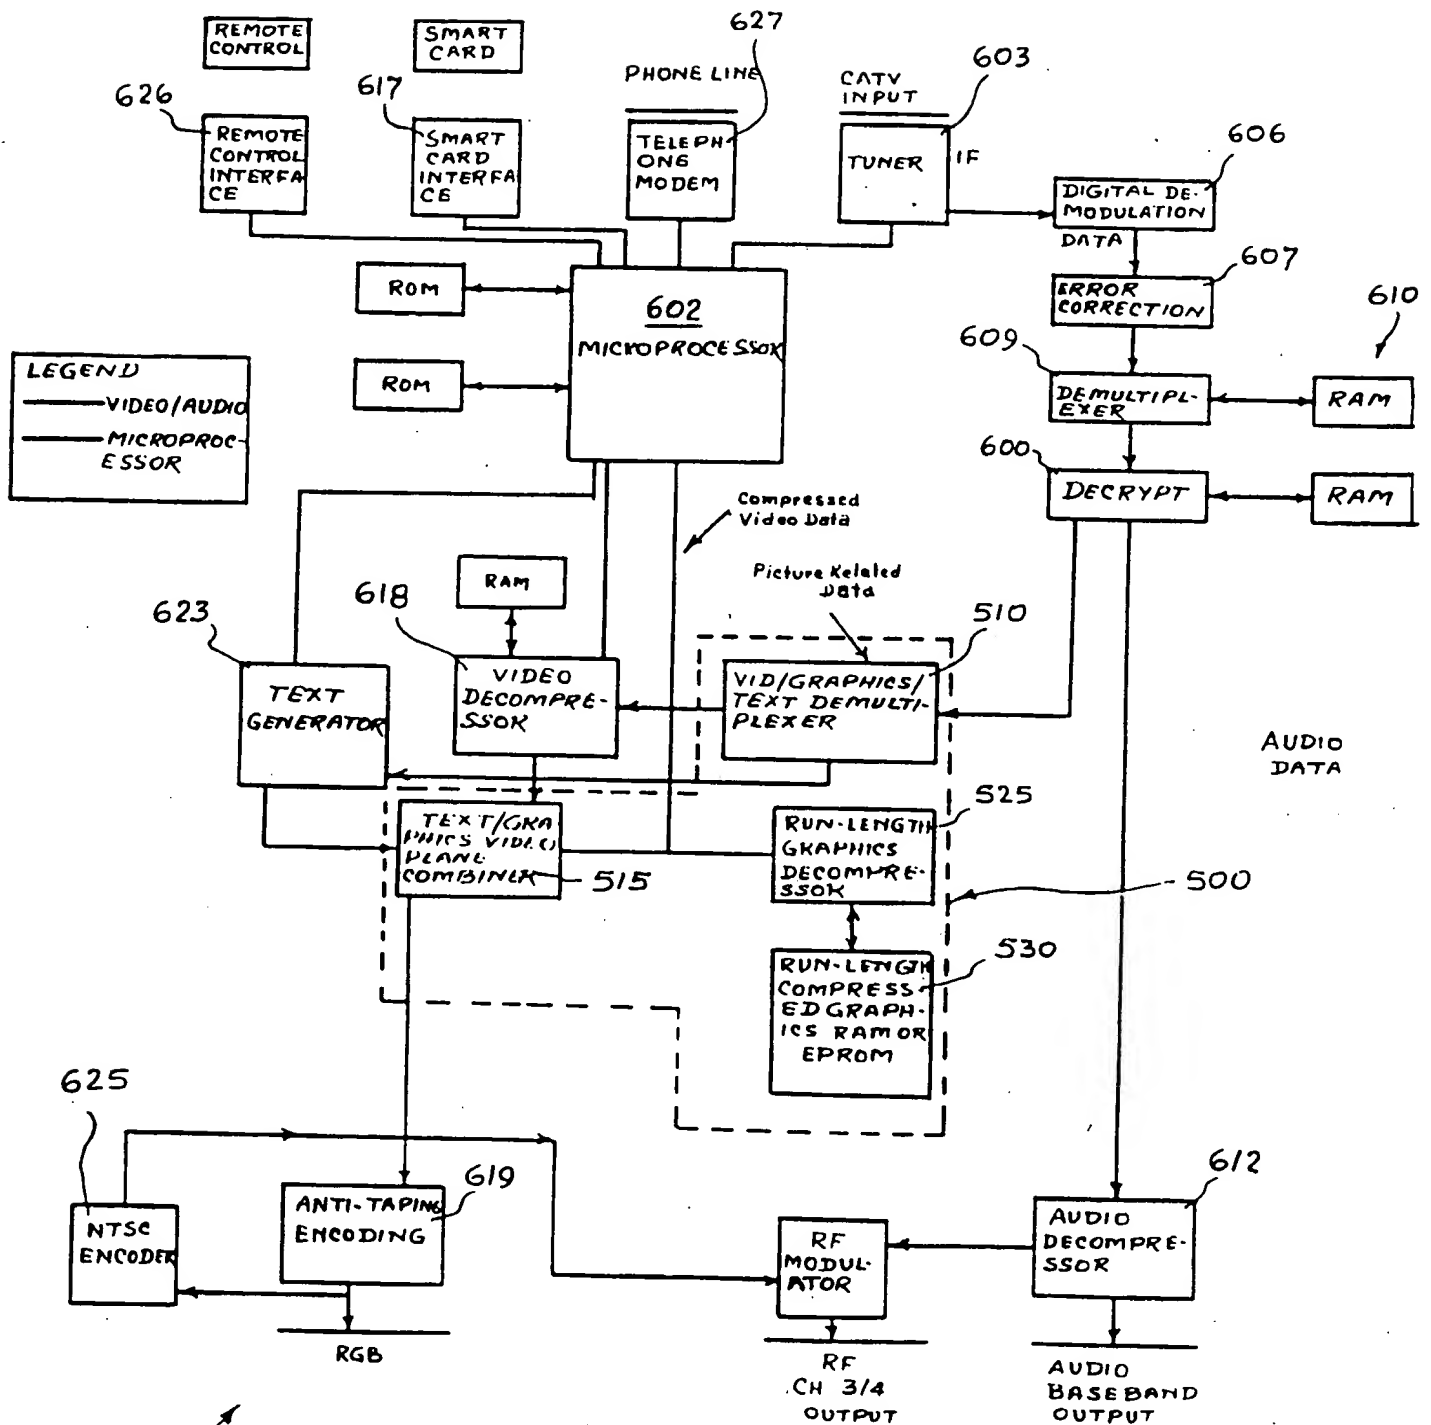 REMOTE
CONTROL
SMART
CARD
627
603
PHONE LINE
CATV
INPUT
626
617
REMOTE
CONTROL
INTERFA
CE
SMART
CARD
INTERFA
CE
TELEPH
ONE
MODEM
TUNER
IF
606
DIGITAL DE-
MODULATION
DATA
607
ERROR
CORRECTION
610
ROM
602
MICROPROCESSOR
ROM
609
DEMULTIPL-
EXER
RAM
LEGEND
VIDEO/AUDIO
MICROPROC-
ESSOR
600
DECRYPT
RAM
Compressed
Video Data
Picture Related
Data
RAM
618
623
510
TEXT
GENERATOR
VIDEO
DECOMPRE-
SSOR
VID/GRAPHICS/
TEXT DEMULTI-
PLEXER
AUDIO
DATA
525
TEXT/GRA
PHICS VIDEO
PLANE
COMBINER
515
RUN-LENGTH
GRAPHICS
DECOMPRE-
SSOR
500
530
RUN-LENGTH
COMPRESS
ED GRAPH-
ICS RAM OR
EPROM
625
619
612
NTSC
ENCODER
ANTI-TAPING
ENCODING
RF
MODUL-
ATOR
AUDIO
DECOMPRE-
SSOR
RGB
RF
CH 3/4
OUTPUT
AUDIO
BASEBAND
OUTPUT